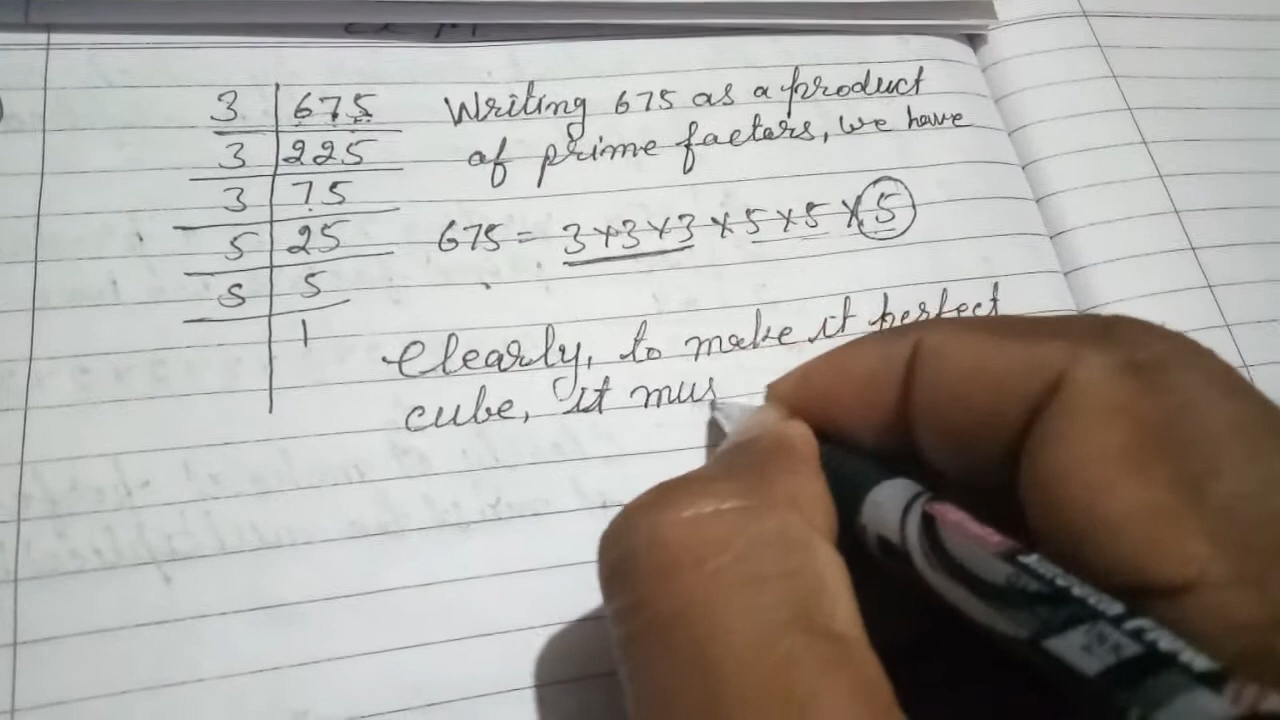 3 | 675
3 | 225
3 | 75
5 | 25
5 | 5
1
Writing 675 as a product
of prime factors, we have
675 = 3×3×3×5×5×5
Clearly, to make it perfect
cube, it mus